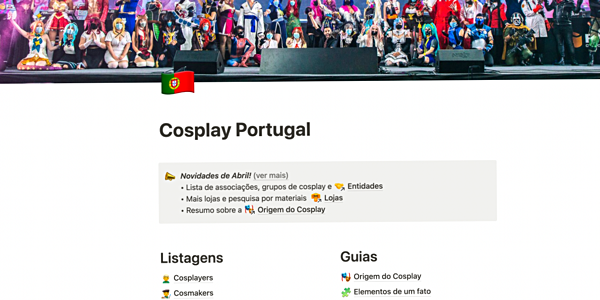 Cosplay Portugal
Novidades de Abril! (ver mais)
• Lista de associações, grupos de cosplay e Entidades
• Mais lojas e pesquisa por materiais Lojas
• Resumo sobre a Origem do Cosplay
Listagens
Cosplayers
Cosmakers
Guias
Origem do Cosplay
Elementos de um fato